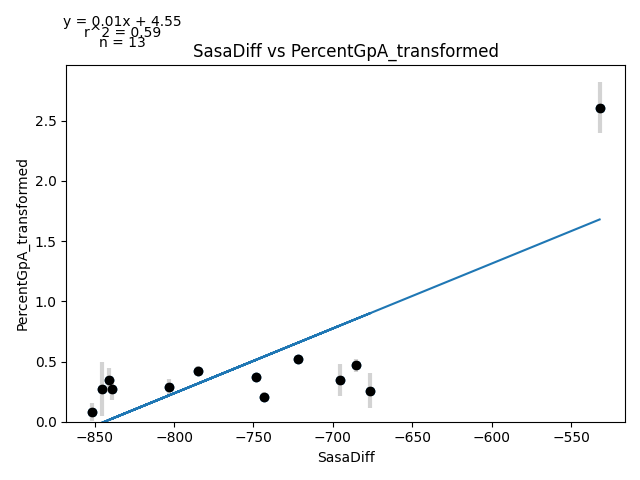 y = 0.01x + 4.55
r^2 = 0.59
n = 13
SasaDiff vs PercentGpA_transformed
PercentGpA_transformed
2.5
2.0
1.5
1.0
0.5
0.0
−850 −800 −750 −700 −650 −600 −550
SasaDiff